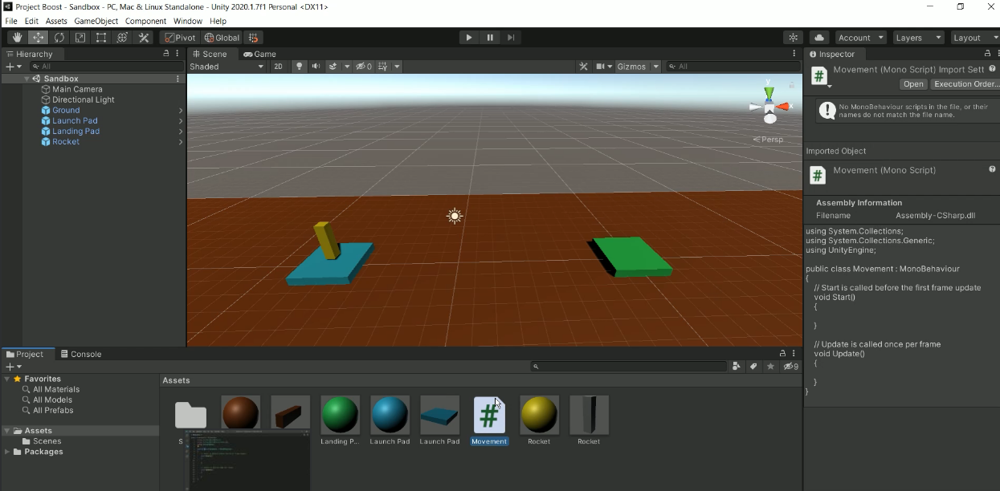 Project Boost - Sandbox - PC, Mac & Linux Standalone - Unity 2020.1.7f1 Personal <DX11>
File Edit Assets GameObject Component Window Help
Pivot Global Account Layers Layout
Hierarchy
All
Sandbox
Main Camera
Directional Light
Ground
Launch Pad
Landing Pad
Rocket
Scene Game
Shaded 2D 0 Gizmos All
y
x
Persp
Inspector
Movement (Mono Script) Import Sett
Open Execution Order...
No MonoBehaviour scripts in the file, or their
names do not match the file name.
Imported Object
Movement (Mono Script)
Assembly Information
Filename Assembly-CSharp.dll
using System.Collections;
using System.Collections.Generic;
using UnityEngine;
public class Movement : MonoBehaviour
{
// Start is called before the first frame update
void Start()
{
}
// Update is called once per frame
void Update()
{
}
}
Project Console
9
Favorites
All Materials
All Models
All Prefabs
Assets
Scenes
Packages
Assets
S
Landing P...
Launch Pad
Launch Pad
Movement
Rocket
Rocket